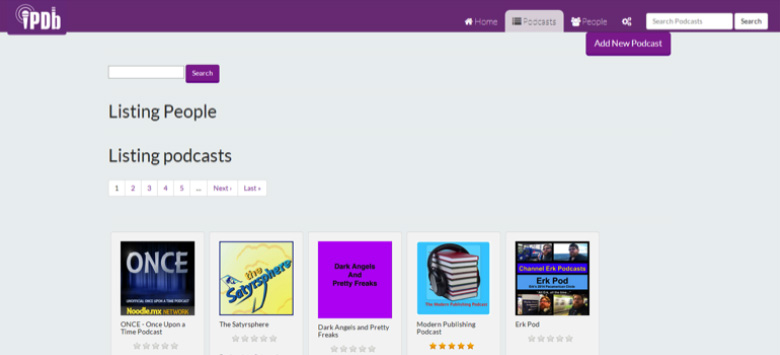 iPDb
Home
Podcasts
People
Search Podcasts
Search
Add New Podcast
Search
Listing People
Listing podcasts
1 2 3 4 5 ... Next › Last »
ONCE
UNOFFICIAL ONCE UPON A TIME PODCAST
Noodle.mx NETWORK
the
Satyrsphere
Dark Angels
And
Pretty Freaks
The Modern Publishing Podcast
Channel Erk Podcasts
Erk Pod
ONCE - Once Upon a
Time Podcast
The Satyrsphere
Dark Angels and Pretty
Freaks
Modern Publishing
Podcast
Erk Pod